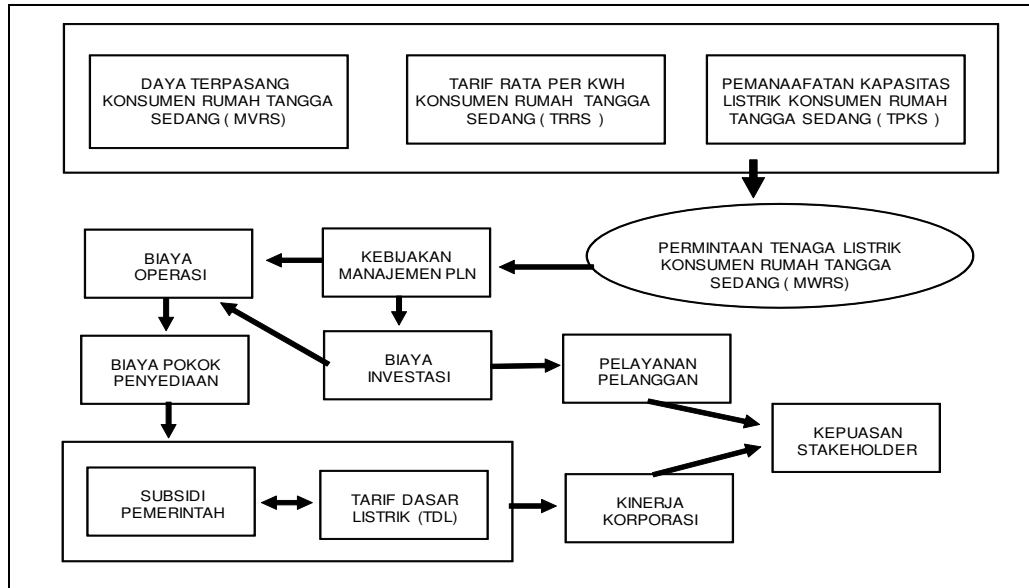 DAYA TERPASANG
KONSUMEN RUMAH TANGGA
SEDANG ( MVRS)
TARIF RATA PER KWH
KONSUMEN RUMAH TANGGA
SEDANG ( TRRS )
PEMANAAFATAN KAPASITAS
LISTRIK KONSUMEN RUMAH
TANGGA SEDANG ( TPKS )
BIAYA
OPERASI
KEBIJAKAN
MANAJEMEN PLN
PERMINTAAN TENAGA LISTRIK
KONSUMEN RUMAH TANGGA
SEDANG ( MWRS)
BIAYA POKOK
PENYEDIAAN
BIAYA
INVESTASI
PELAYANAN
PELANGGAN
KEPUASAN
STAKEHOLDER
SUBSIDI
PEMERINTAH
TARIF DASAR
LISTRIK (TDL)
KINERJA
KORPORASI